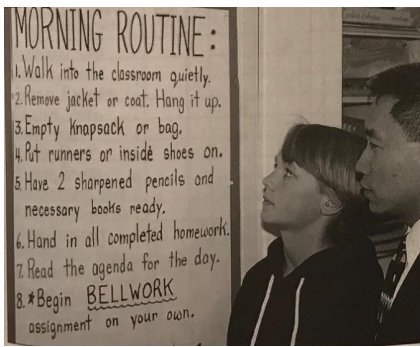 MORNING ROUTINE:
1. Walk into the classroom quietly.
2. Remove jacket or coat. Hang it up.
3. Empty knapsack or bag.
4. Put runners or inside shoes on.
5. Have 2 sharpened pencils and
necessary books ready.
6. Hand in all completed homework.
7. Read the agenda for the day.
8. *Begin BELLWORK
assignment on your own.